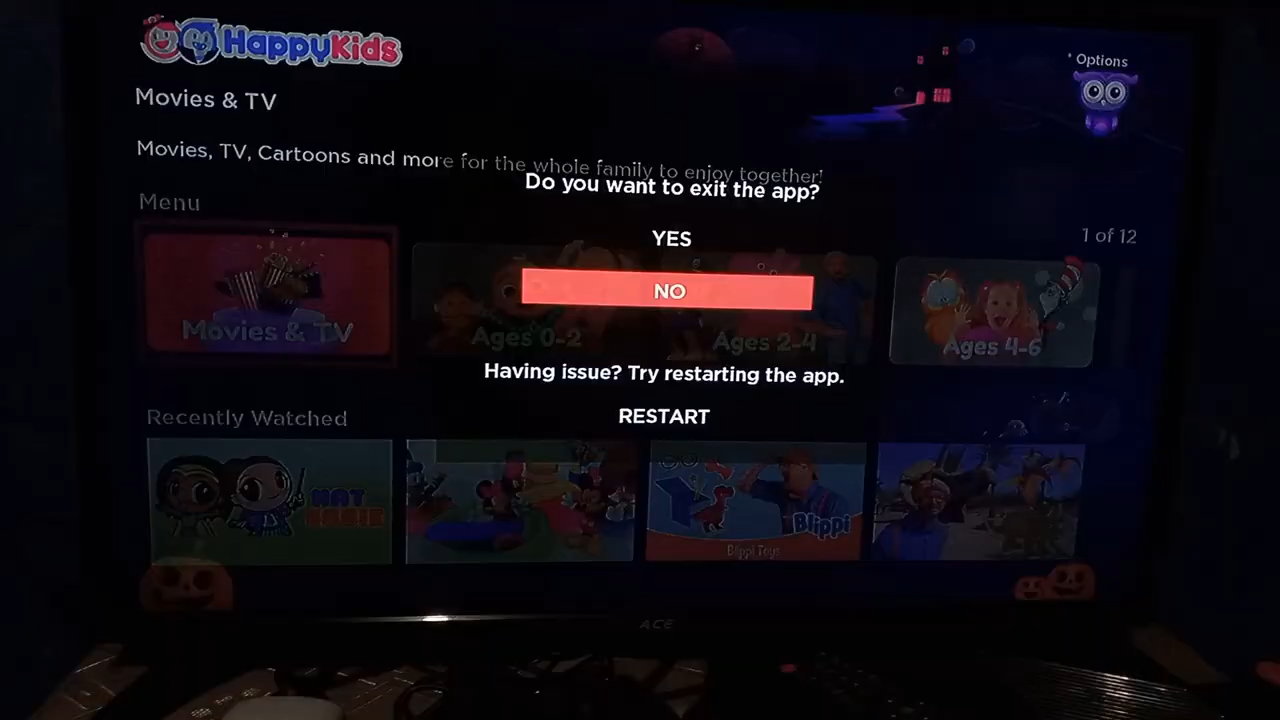 HappyKids
* Options
Movies & TV
Movies, TV, Cartoons and more for the whole family to enjoy together!
Do you want to exit the app?
Menu
YES
1 of 12
NO
Movies & TV
Ages 0-2
Ages 2-4
Ages 4-6
Having issue? Try restarting the app.
Recently Watched
RESTART
Blippi
Blippi Toys
ACE